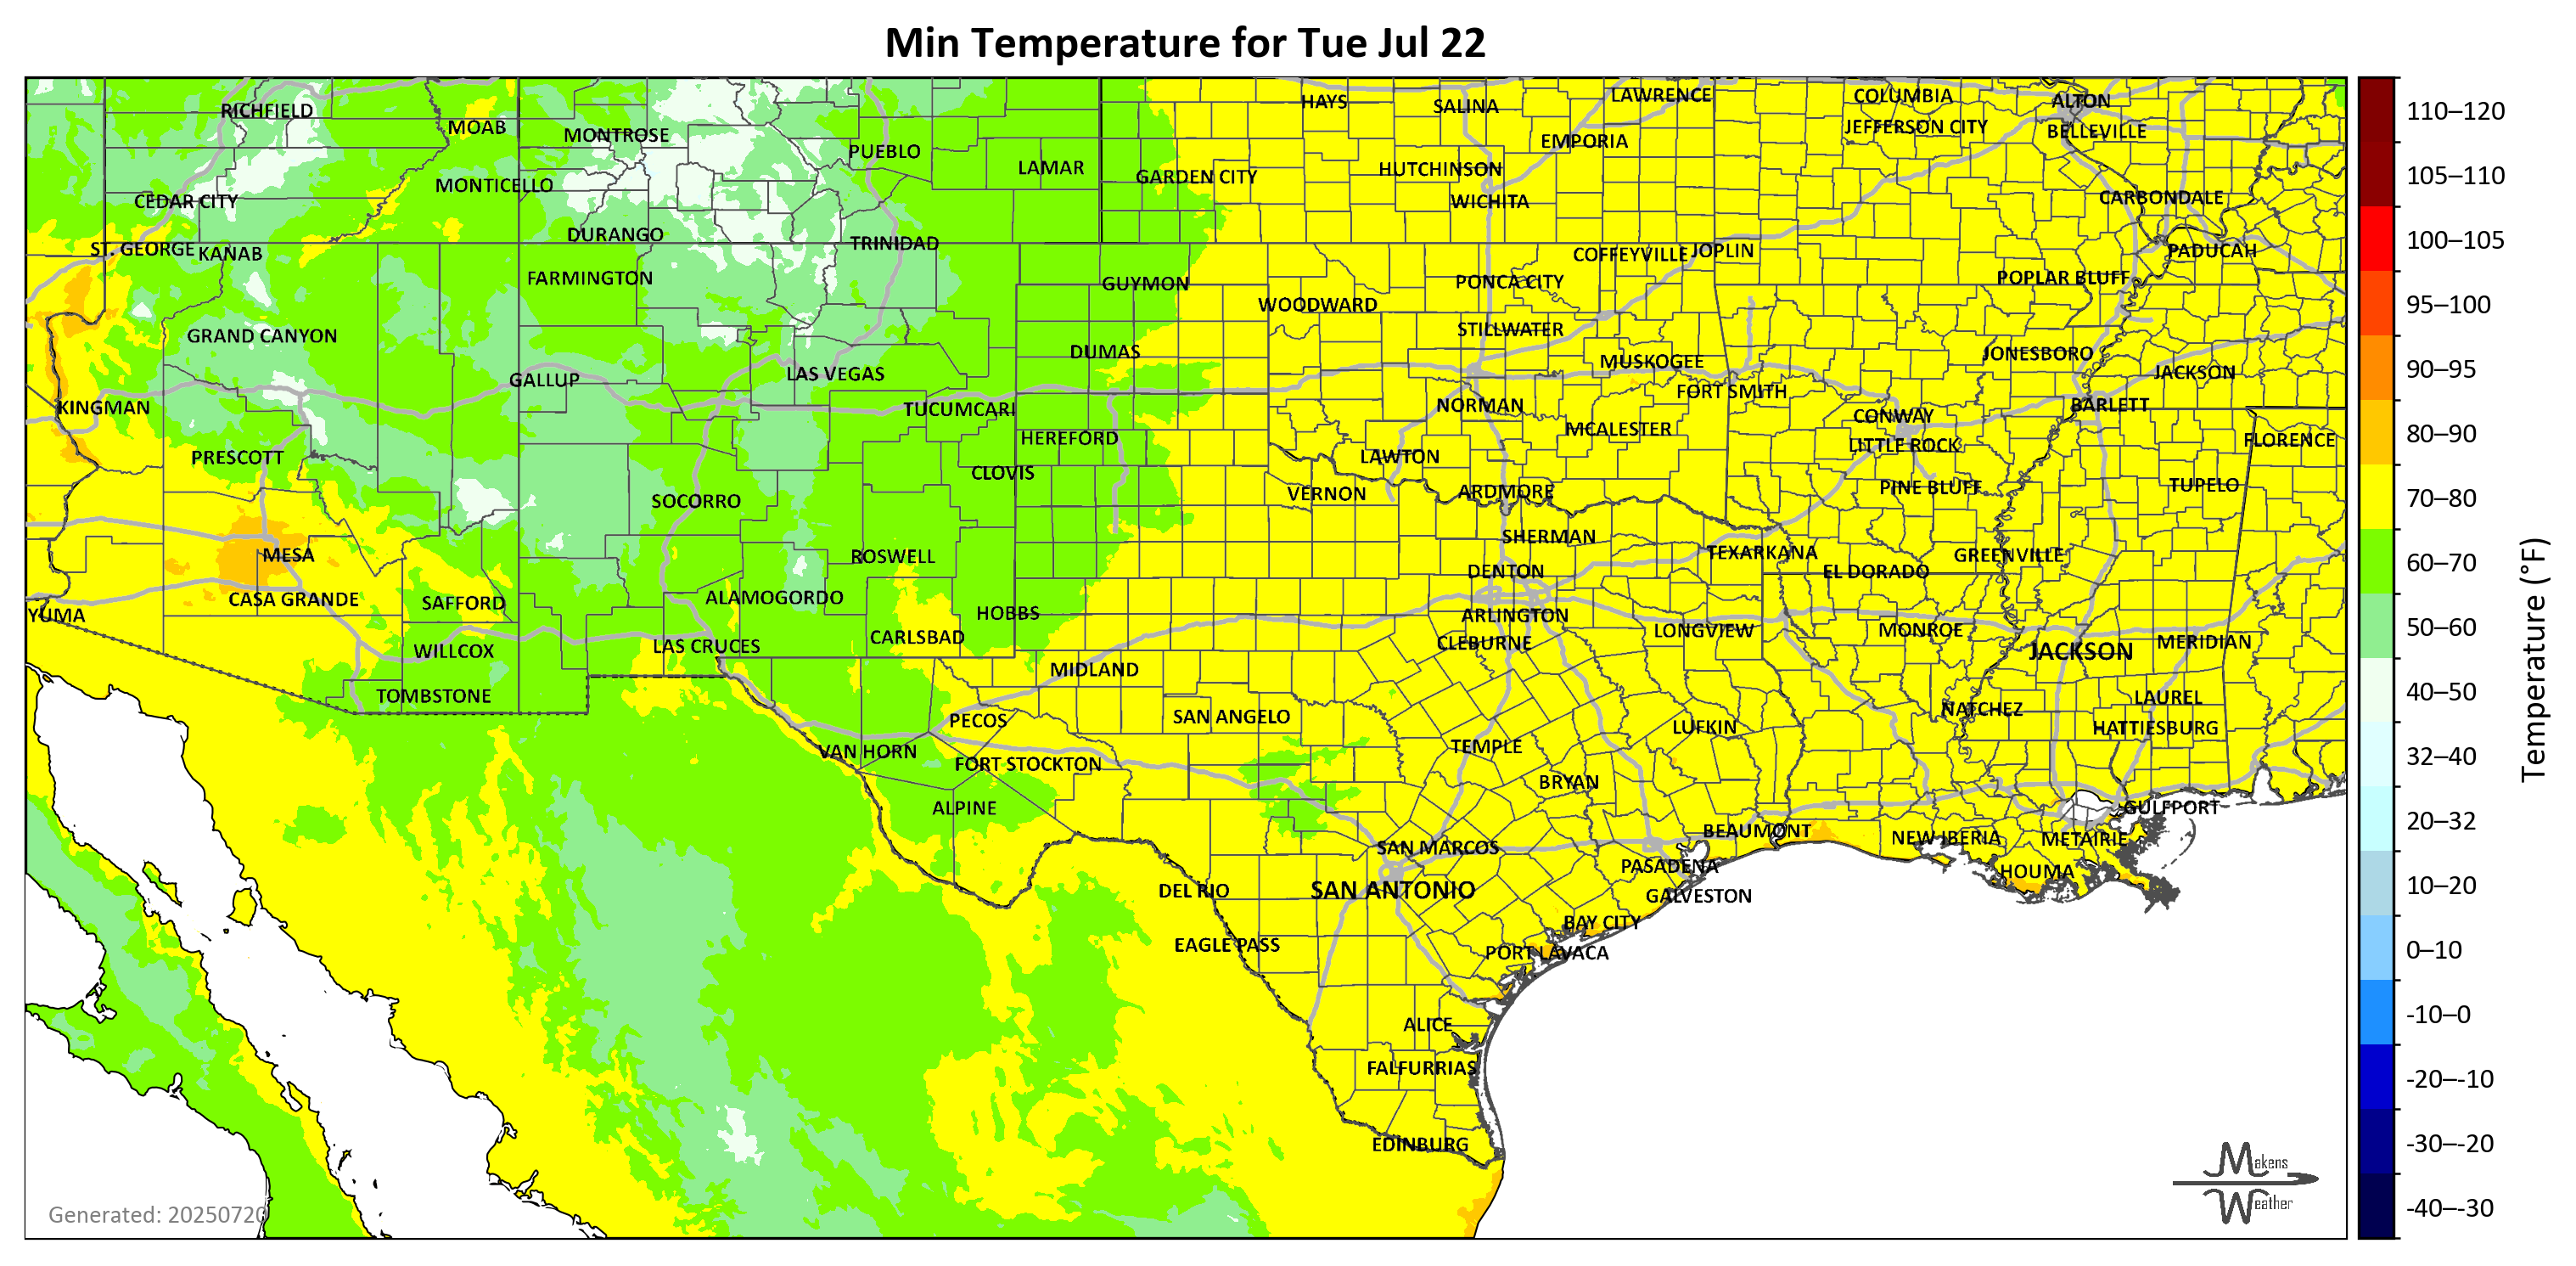 Min Temperature for Tue Jul 22
RICHFIELD
MOAB
MONTROSE
PUEBLO
LAMAR
HAYS
SALINA
LAWRENCE
COLUMBIA
ALTON
JEFFERSON CITY
BELLEVILLE
EMPORIA
HUTCHINSON
GARDEN CITY
WICHITA
MONTICELLO
CEDAR CITY
CARBONDALE
DURANGO
TRINIDAD
ST. GEORGE
KANAB
FARMINGTON
GUYMON
COFFEYVILLE
JOPLIN
PADUCAH
PONCA CITY
POPLAR BLUFF
WOODWARD
STILLWATER
GRAND CANYON
DUMAS
MUSKOGEE
JONESBORO
JACKSON
GALLUP
LAS VEGAS
FORT SMITH
KINGMAN
TUCUMCARI
NORMAN
BARLETT
CONWAY
HEREFORD
MCALESTER
LITTLE ROCK
FLORENCE
PRESCOTT
CLOVIS
LAWTON
SOCORRO
VERNON
ARDMORE
PINE BLUFF
TUPELO
SHERMAN
MESA
ROSWELL
TEXARKANA
GREENVILLE
DENTON
EL DORADO
CASA GRANDE
SAFFORD
ALAMOGORDO
HOBBS
ARLINGTON
YUMA
CARLSBAD
CLEBURNE
LONGVIEW
MONROE
MERIDIAN
WILLCOX
LAS CRUCES
JACKSON
MIDLAND
TOMBSTONE
LAUREL
NATCHEZ
PECOS
SAN ANGELO
LUFKIN
HATTIESBURG
VAN HORN
TEMPLE
FORT STOCKTON
BRYAN
ALPINE
GULFPORT
BEAUMONT
NEW IBERIA
METAIRIE
SAN MARCOS
PASADENA
HOUMA
DEL RIO
SAN ANTONIO
GALVESTON
BAY CITY
EAGLE PASS
PORT LAVACA
ALICE
FALFURRIAS
EDINBURG
Generated: 20250720
Makens
Weather
110–120
105–110
100–105
95–100
90–95
80–90
70–80
60–70
50–60
40–50
32–40
20–32
10–20
0–10
-10–0
-20–-10
-30–-20
-40–-30
Temperature (°F)